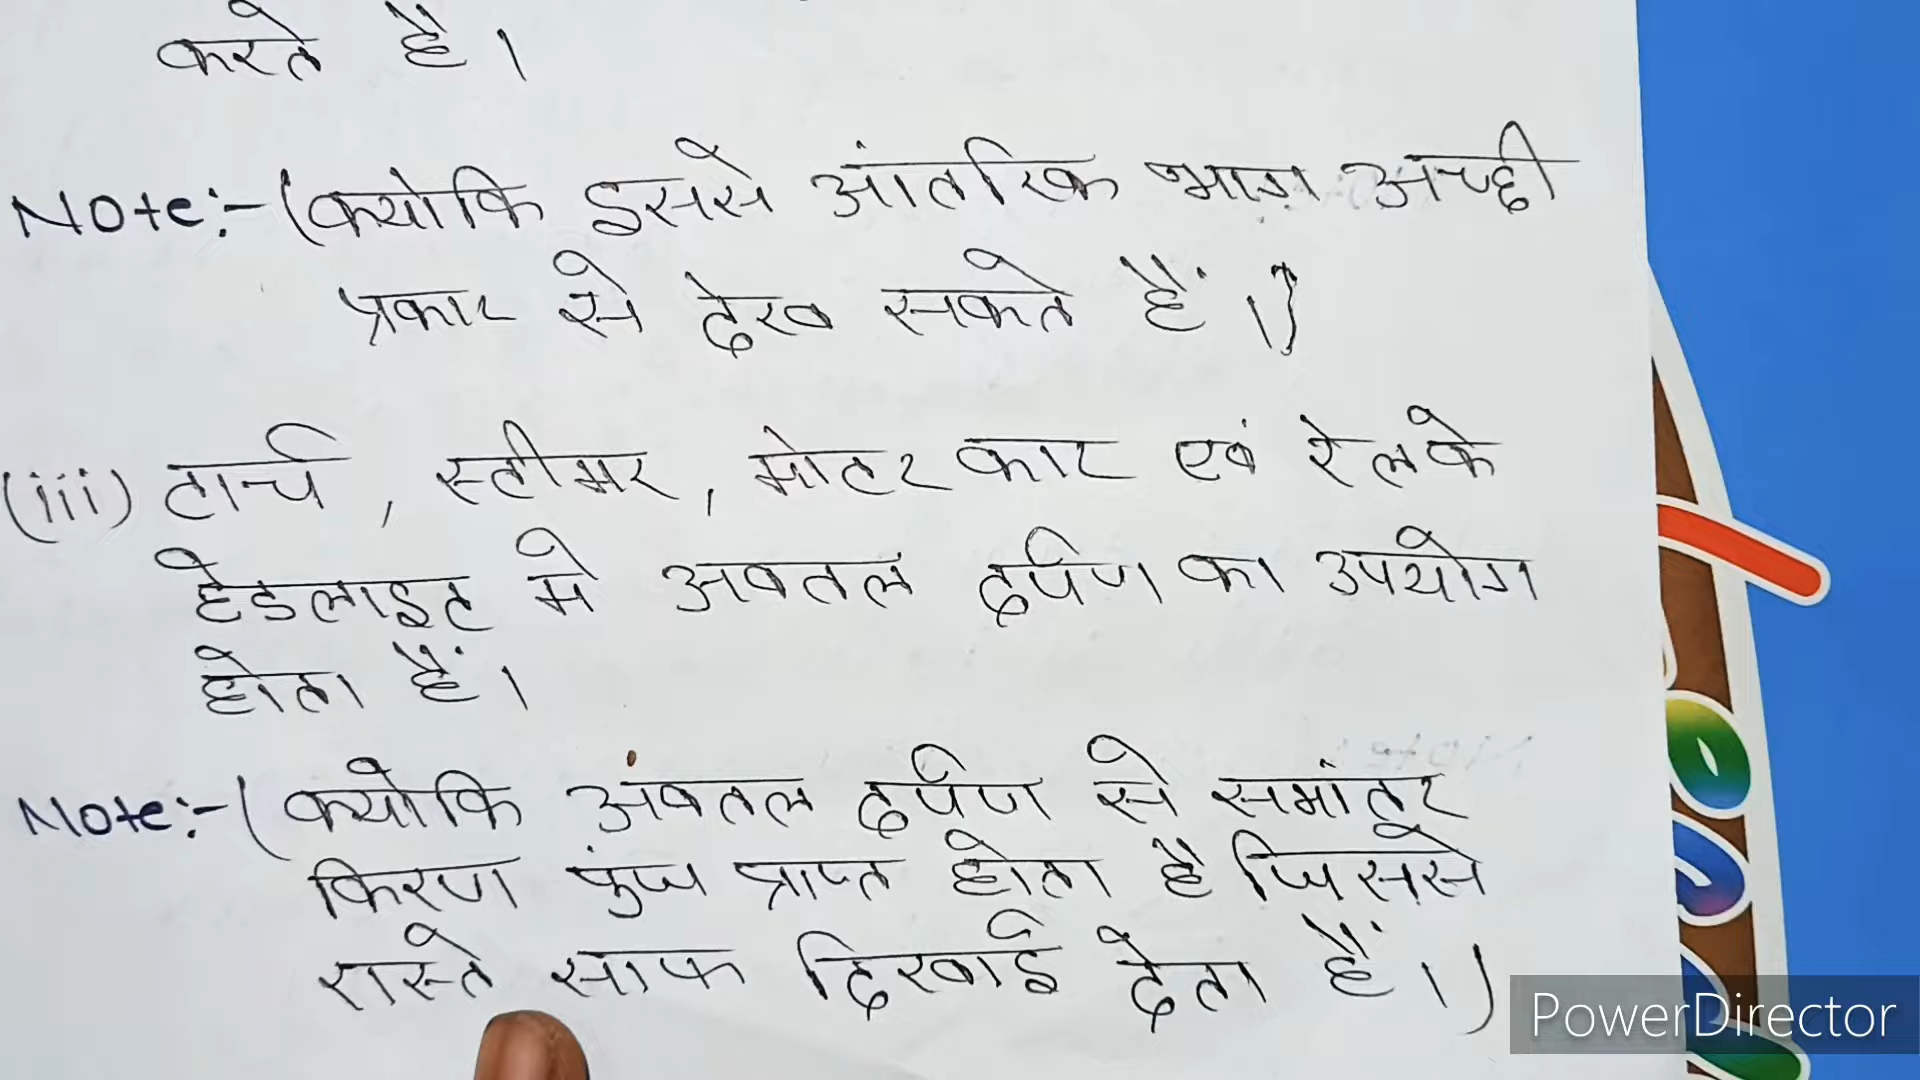 करते है।
Note:-(क्योकि इससे आंतरिक भाग अच्छी
प्रकार से देख सकते हैं।)
(iii) टार्च, स्टीमर, मोटर कार एवं रेल के
हेडलाइट मे अवतल दर्पण का उपयोग
होता हैं।
Note:-(क्योकि अंवतल दर्पण से समांतर
किरण पुंज प्राप्त होता है जिससे
रास्ते साफ दिखाई देता हैं।)
PowerDirector